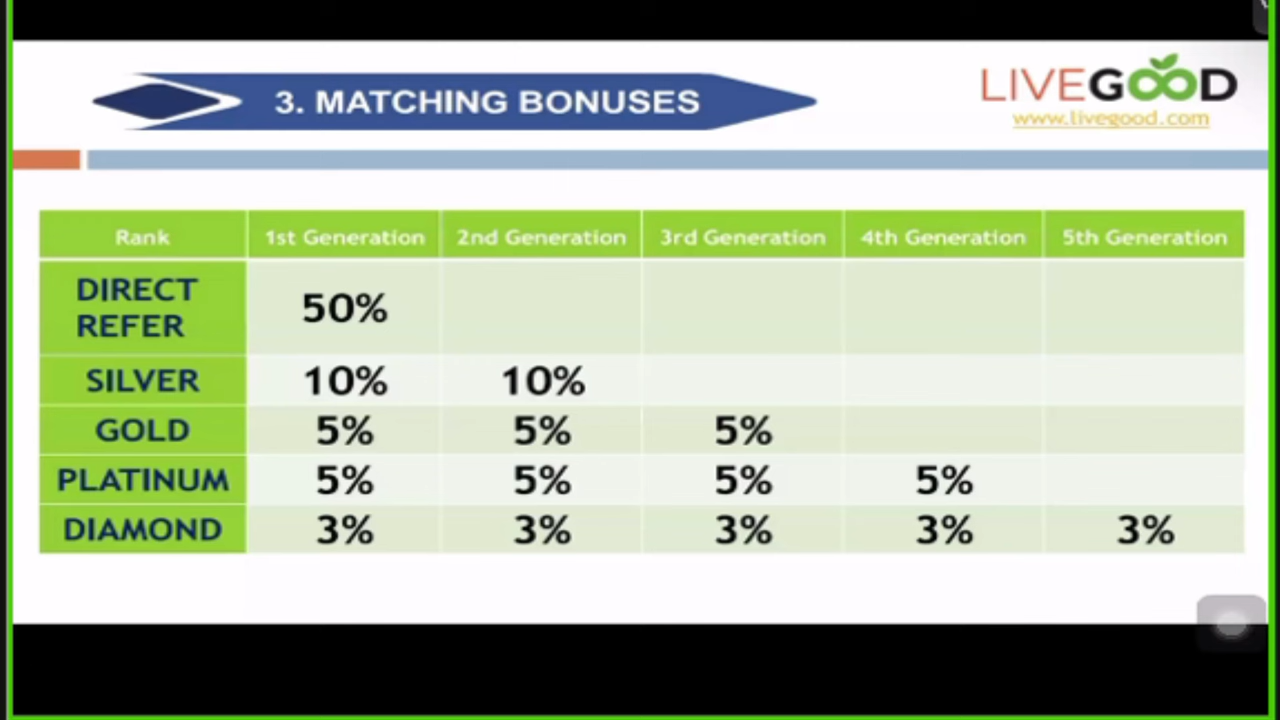 3. MATCHING BONUSES
LIVEGOOD
www.livegood.com
Rank 1st Generation 2nd Generation 3rd Generation 4th Generation 5th Generation
DIRECT
REFER 50%
SILVER 10% 10%
GOLD 5% 5% 5%
PLATINUM 5% 5% 5% 5%
DIAMOND 3% 3% 3% 3% 3%